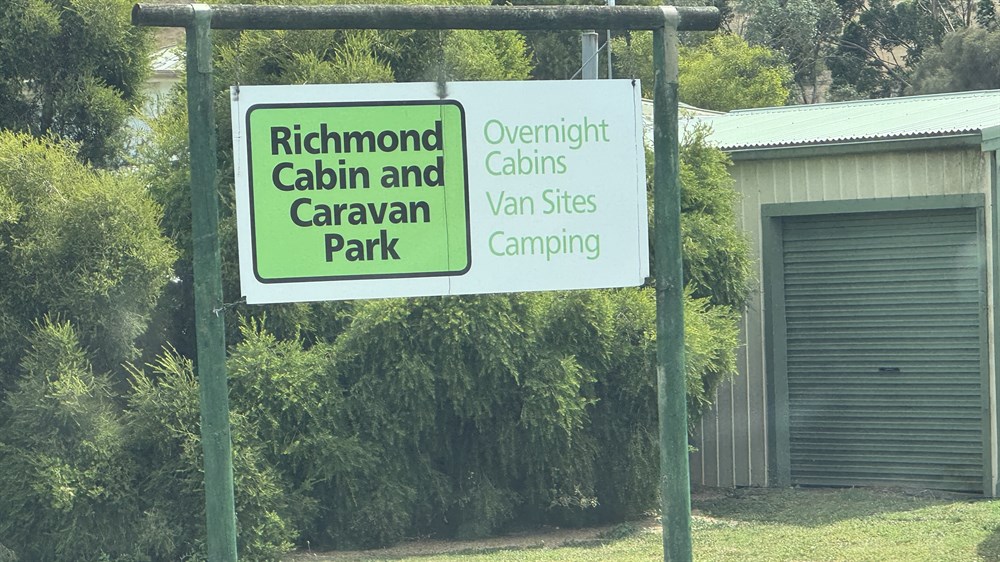 Richmond
Cabin and
Caravan
Park
Overnight
Cabins
Van Sites
Camping